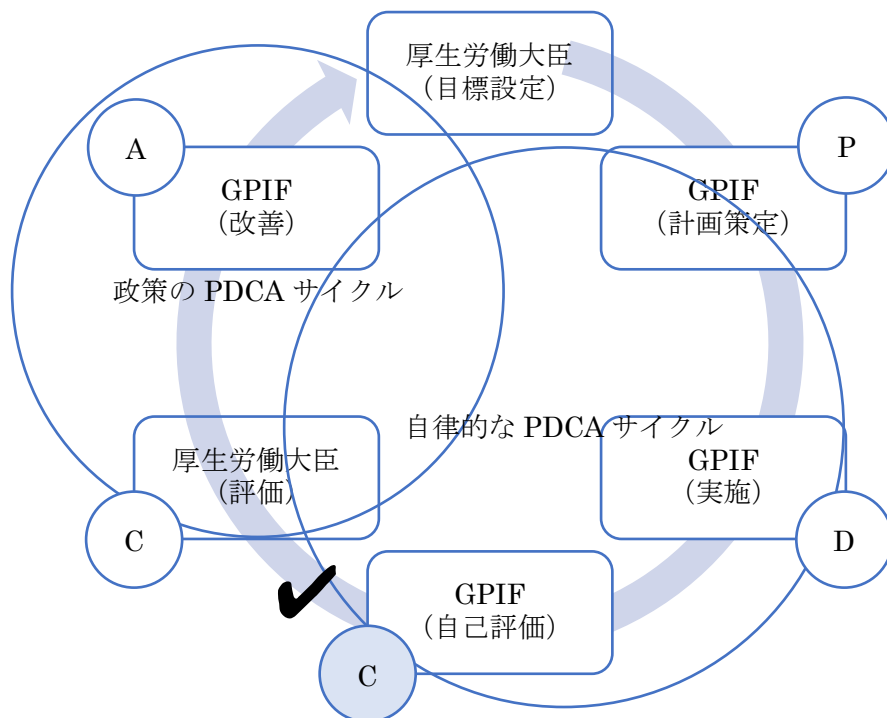 厚生労働大臣
（目標設定）
A
P
GPIF
（改善）
GPIF
（計画策定）
政策の PDCA サイクル
自律的な PDCA サイクル
厚生労働大臣
（評価）
GPIF
（実施）
C
D
GPIF
（自己評価）
C